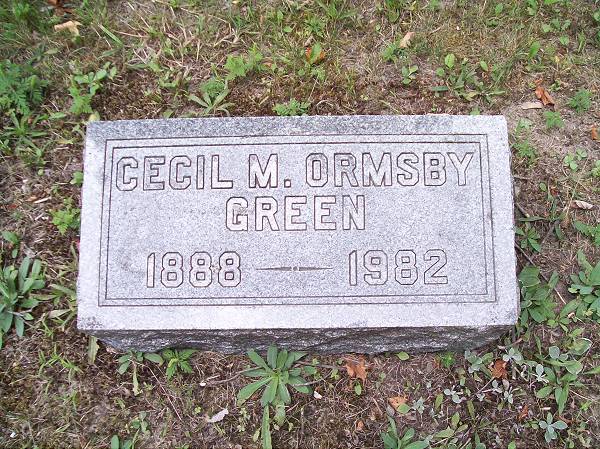 CECIL M. ORMSBY
GREEN
1888 — 1982